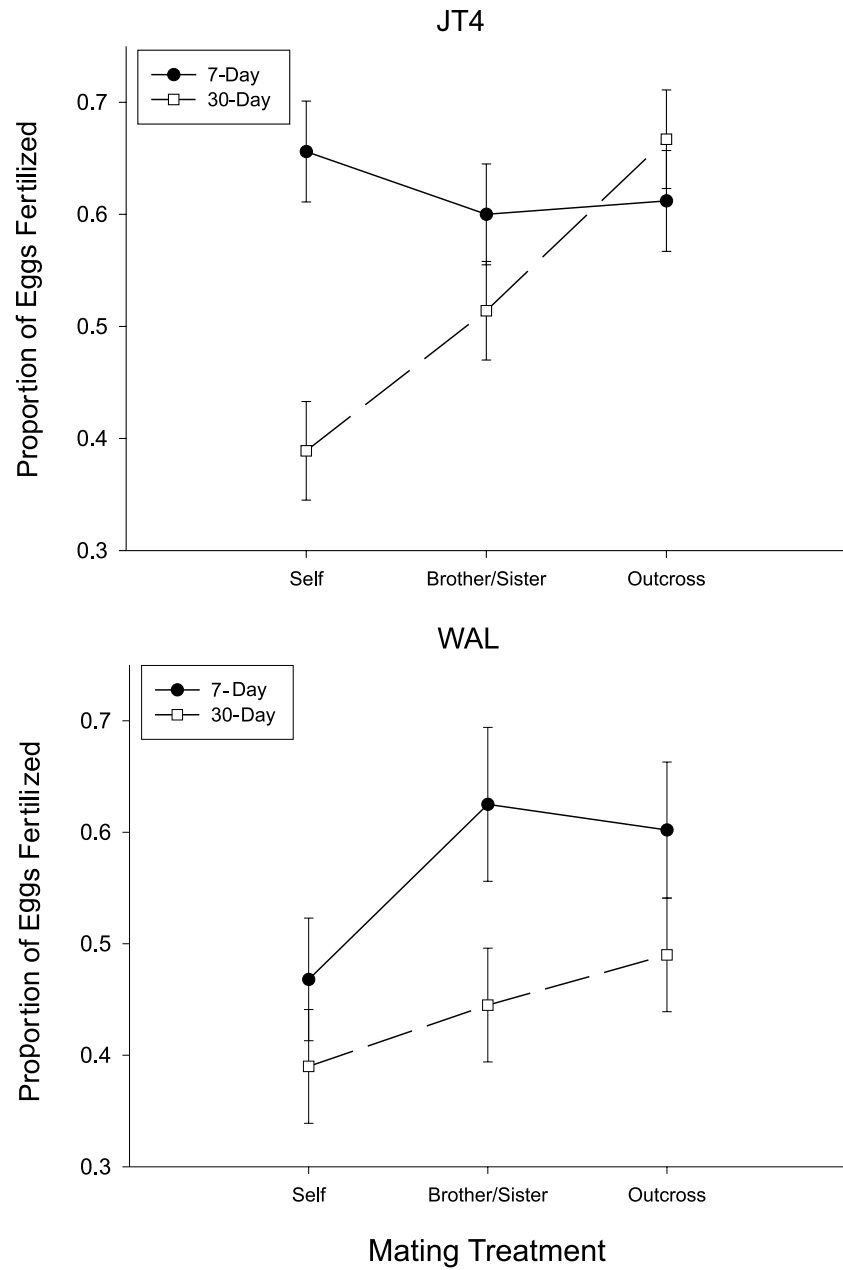 JT4
7-Day
30-Day
Proportion of Eggs Fertilized
0.7
0.6
0.5
0.4
0.3
Self Brother/Sister Outcross
WAL
7-Day
30-Day
Proportion of Eggs Fertilized
0.7
0.6
0.5
0.4
0.3
Self Brother/Sister Outcross
Mating Treatment